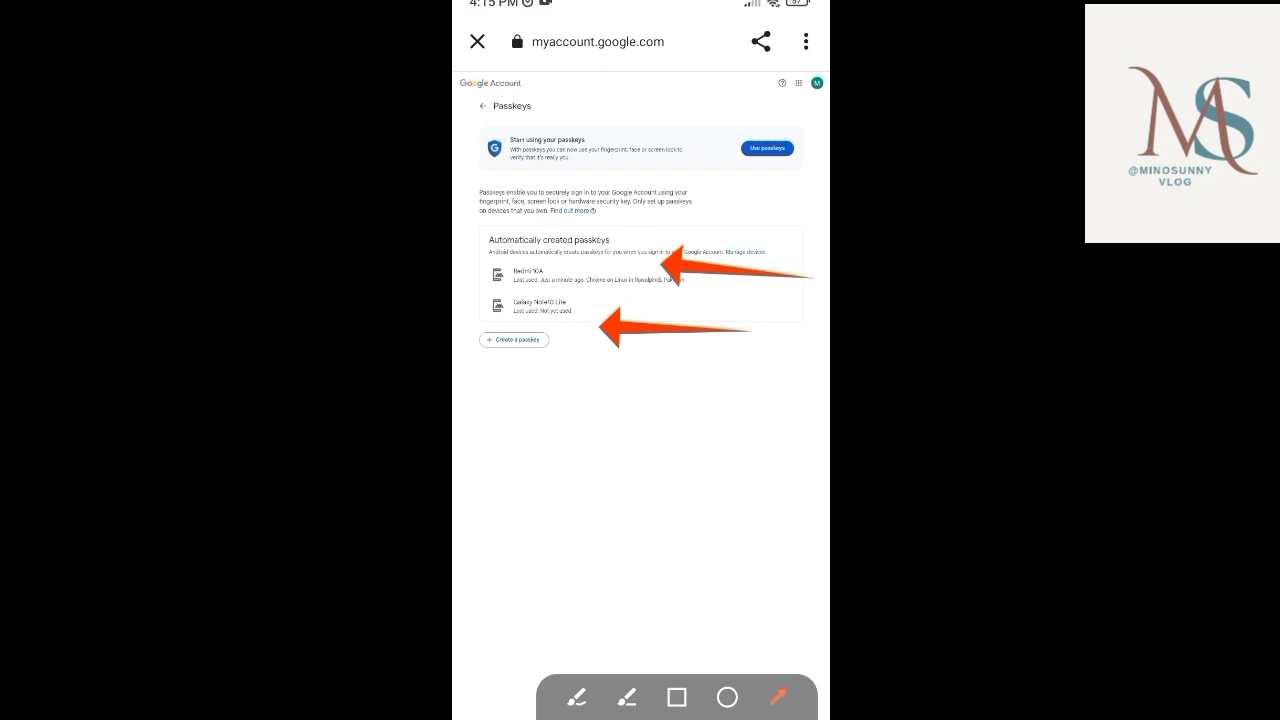 4:15 PM
57
myaccount.google.com
Google Account
M
Passkeys
Start using your passkeys
With passkeys you can now use your fingerprint, face or screen lock to
verify that it's really you
Use passkeys
Passkeys enable you to securely sign in to your Google Account using your
fingerprint, face, screen lock or hardware security key. Only set up passkeys
on devices that you own. Find out more
Automatically created passkeys
Android devices automatically create passkeys for you when you sign in to Google Account. Manage devices
Redmi 10A
Last used: Just a minute ago, Chrome on Linux in Rawalpindi,
Galaxy Note10 Lite
Last used: Not yet used
+ Create a passkey
MS
@MINOSUNNY
VLOG